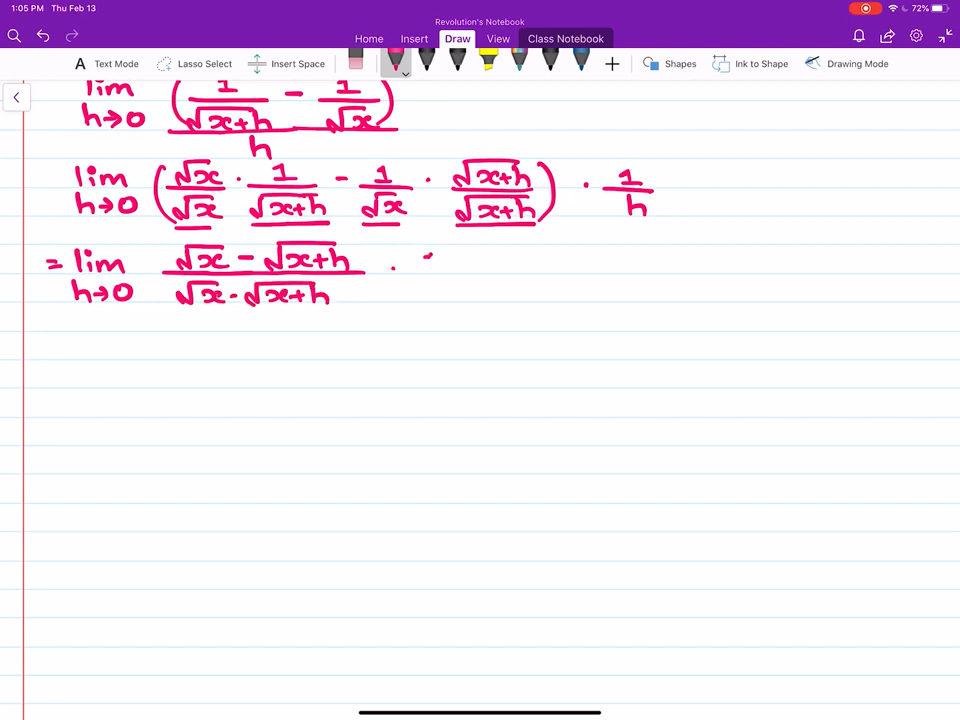 1:05 PM Thu Feb 13
72%
Revolution's Notebook
Home Insert Draw View Class Notebook
A Text Mode Lasso Select Insert Space Shapes Ink to Shape Drawing Mode
lim h→0 (1/√(x+h) - 1/√x)/h
lim h→0 (√x/√x · 1/√(x+h) - 1/√x · √(x+h)/√(x+h)) · 1/h
= lim h→0 (√x - √(x+h))/(√x · √(x+h)) ·